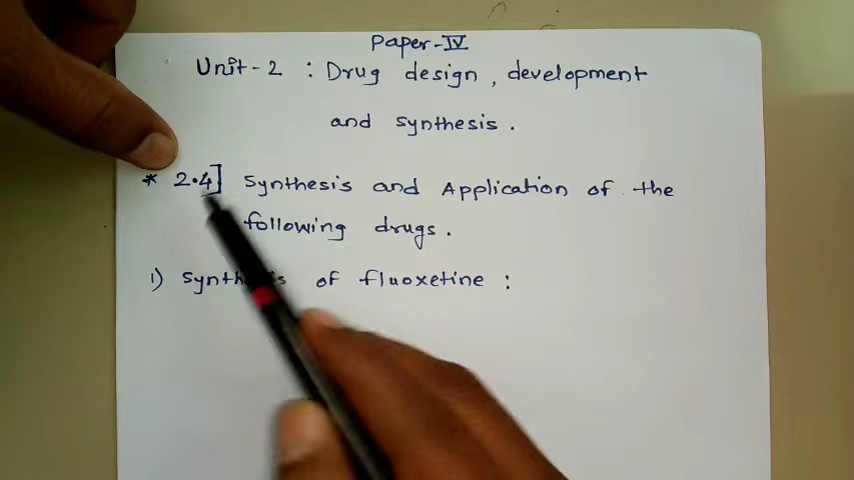 Paper-IV
Unit-2 : Drug design, development
and synthesis.
* 2.4] Synthesis and Application of the
following drugs.
1) Synthesis of fluoxetine :